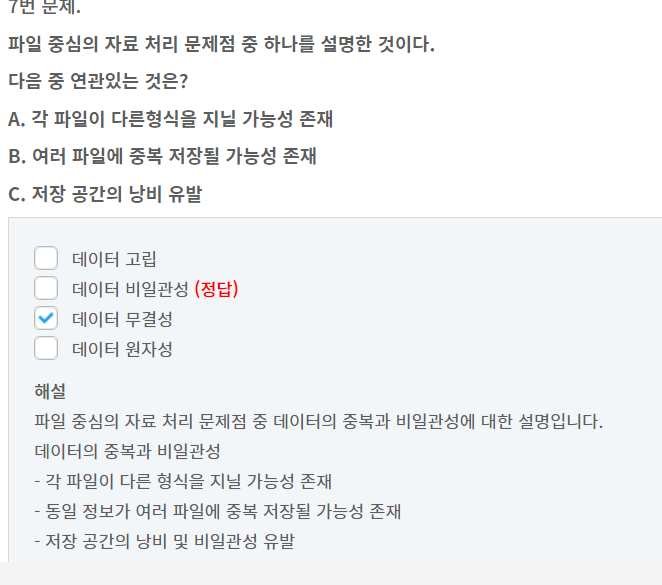 7번 문제.
파일 중심의 자료 처리 문제점 중 하나를 설명한 것이다.
다음 중 연관있는 것은?
A. 각 파일이 다른형식을 지닐 가능성 존재
B. 여러 파일에 중복 저장될 가능성 존재
C. 저장 공간의 낭비 유발
데이터 고립
데이터 비일관성 (정답)
데이터 무결성
데이터 원자성
해설
파일 중심의 자료 처리 문제점 중 데이터의 중복과 비일관성에 대한 설명입니다.
데이터의 중복과 비일관성
- 각 파일이 다른 형식을 지닐 가능성 존재
- 동일 정보가 여러 파일에 중복 저장될 가능성 존재
- 저장 공간의 낭비 및 비일관성 유발